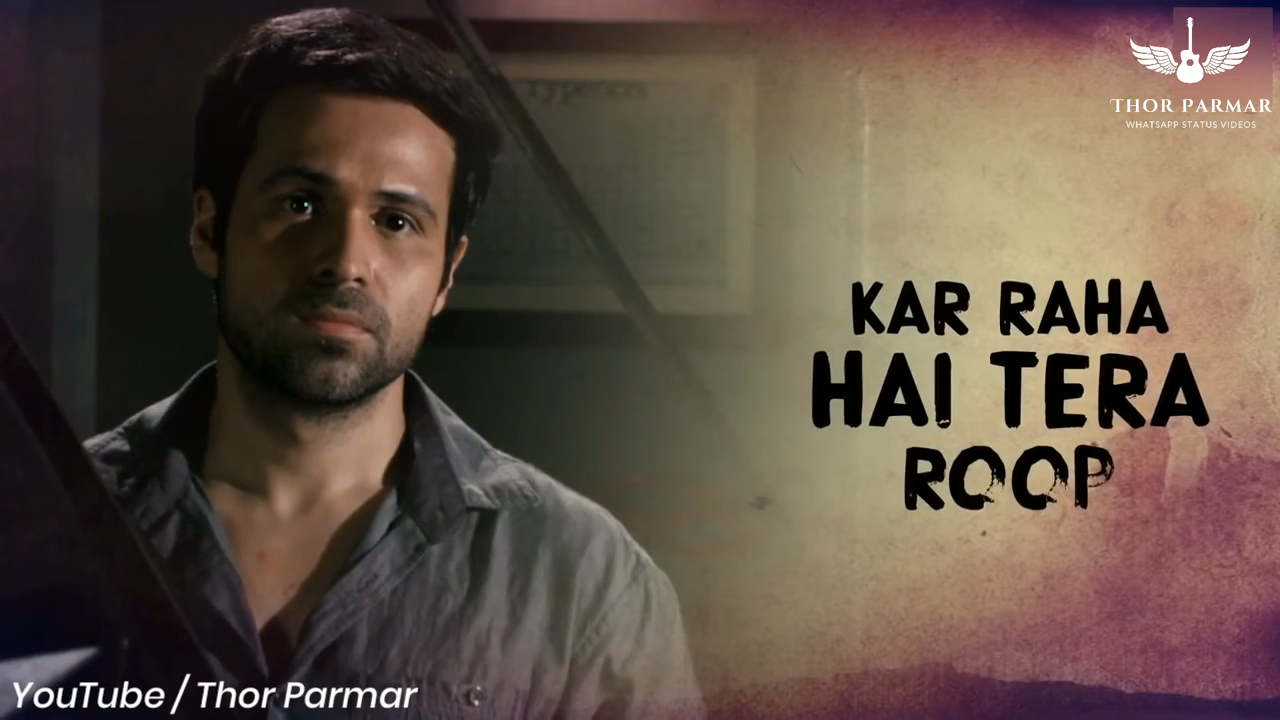 THOR PARMAR
WHATSAPP STATUS VIDEOS
KAR RAHA
HAI TERA
ROOP
YouTube / Thor Parmar